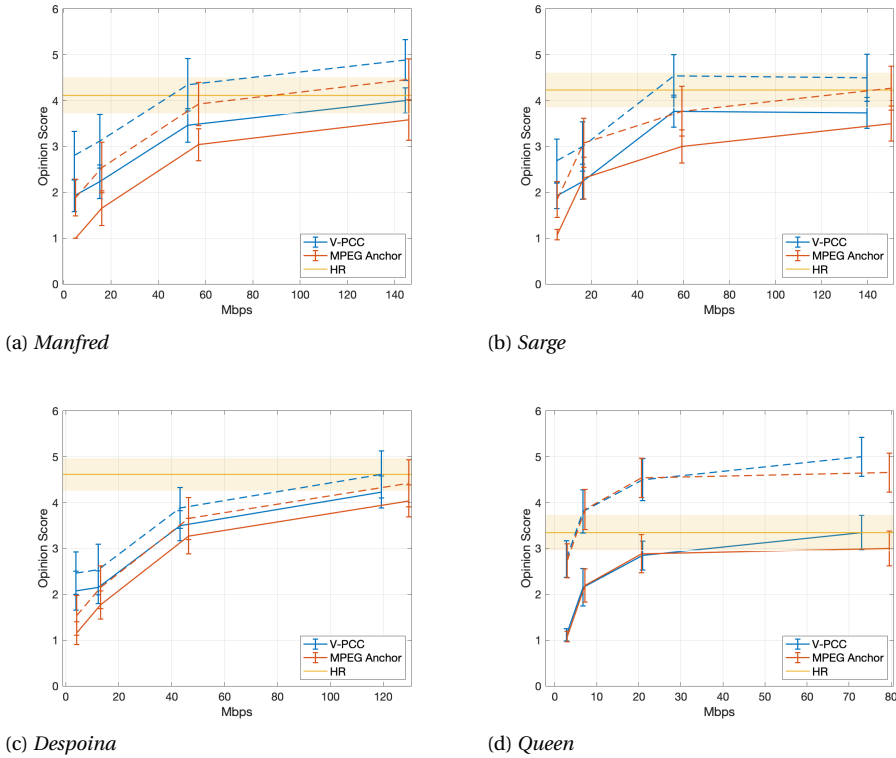 6
5
4
3
2
1
0
Opinion Score
0 20 40 60 80 100 120 140
Mbps
V-PCC
MPEG Anchor
HR
(a) Manfred
6
5
4
3
2
1
0
Opinion Score
20 40 60 80 100 120 140
Mbps
V-PCC
MPEG Anchor
HR
(b) Sarge
6
5
4
3
2
1
0
Opinion Score
0 20 40 60 80 100 120
Mbps
V-PCC
MPEG Anchor
HR
(c) Despoina
6
5
4
3
2
1
0
Opinion Score
0 10 20 30 40 50 60 70 80
Mbps
V-PCC
MPEG Anchor
HR
(d) Queen